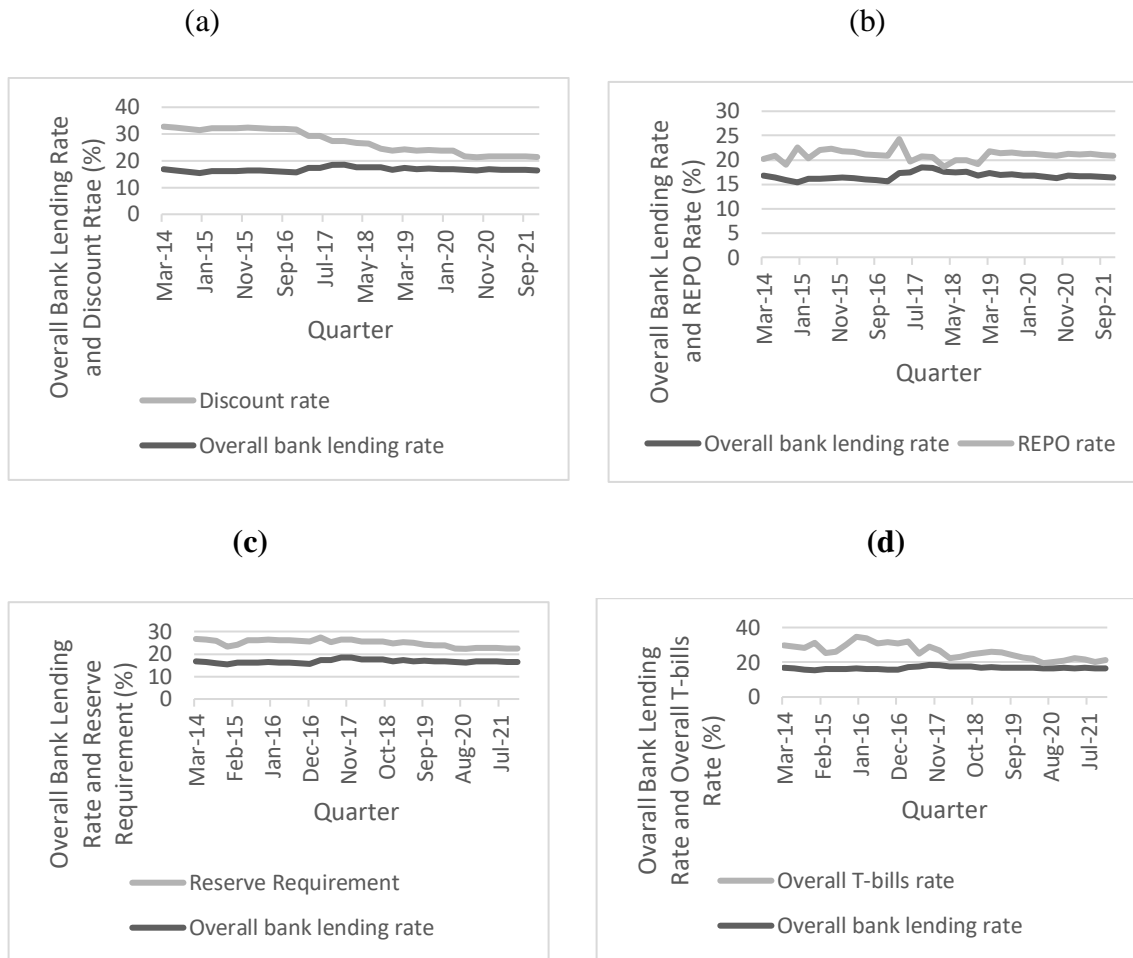 (a)
Overall Bank Lending Rate
and Discount Rtae (%)
40
30
20
10
0
Mar-14
Jan-15
Nov-15
Sep-16
Jul-17
May-18
Mar-19
Jan-20
Nov-20
Sep-21
Quarter
Discount rate
Overall bank lending rate
(b)
Overall Bank Lending Rate
and REPO Rate (%)
30
25
20
15
10
5
0
Mar-14
Jan-15
Nov-15
Sep-16
Jul-17
May-18
Mar-19
Jan-20
Nov-20
Sep-21
Quarter
Overall bank lending rate
REPO rate
(c)
Overall Bank Lending
Rate and Reserve
Requirement (%)
30
20
10
0
Mar-14
Feb-15
Jan-16
Dec-16
Nov-17
Oct-18
Sep-19
Aug-20
Jul-21
Quarter
Reserve Requirement
Overall bank lending rate
(d)
Ovarall Bank Lending
Rate and Overall T-bills
Rate (%)
40
20
0
Mar-14
Feb-15
Jan-16
Dec-16
Nov-17
Oct-18
Sep-19
Aug-20
Jul-21
Quarter
Overall T-bills rate
Overall bank lending rate